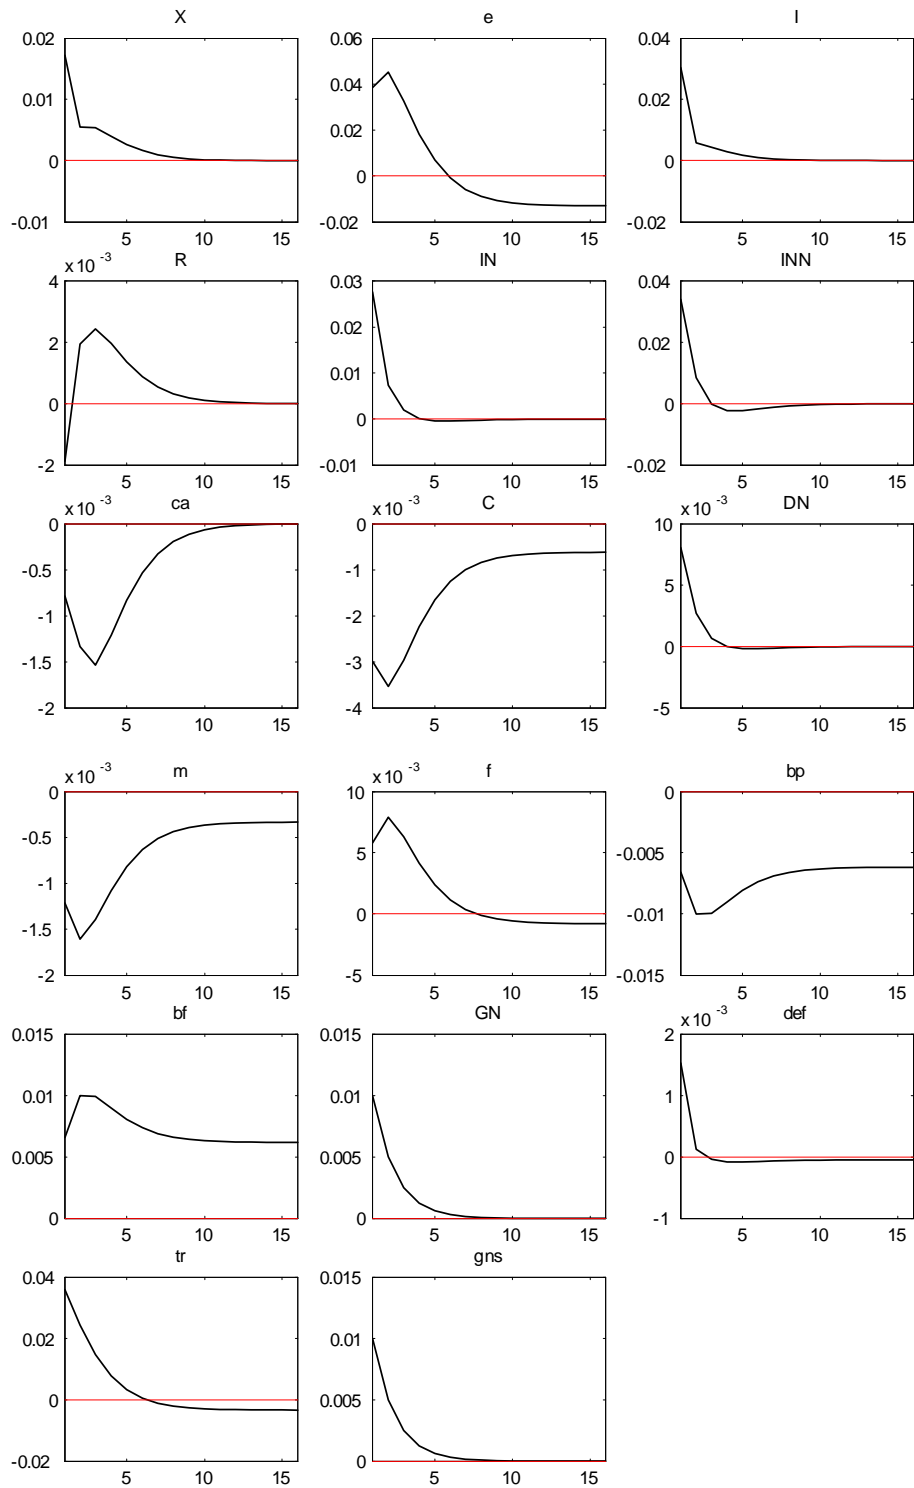 X e I
0.02 0.06 0.04
0.01 0.04 0.02
0.02
0 0 0
-0.01 -0.02 -0.02
5 10 15 5 10 15 5 10 15
x 10 -3 R IN INN
4 0.03 0.04
2 0.02 0.02
0.01
0 0 0
-2 -0.01 -0.02
5 10 15 5 10 15 5 10 15
x 10 -3 ca x 10 -3 C x 10 -3 DN
0 0 10
-0.5 -1 5
-1 -2 0
-1.5 -3
-2 -4 -5
5 10 15 5 10 15 5 10 15
x 10 -3 m x 10 -3 f bp
0 10 0
-0.5 5 -0.005
-1 0 -0.01
-1.5
-2 -5 -0.015
5 10 15 5 10 15 5 10 15
bf GN x 10 -3 def
0.015 0.015 2
0.01 0.01 1
0.005 0.005 0
0 0 -1
5 10 15 5 10 15 5 10 15
tr gns
0.04 0.015
0.02 0.01
0 0.005
-0.02 0
5 10 15 5 10 15